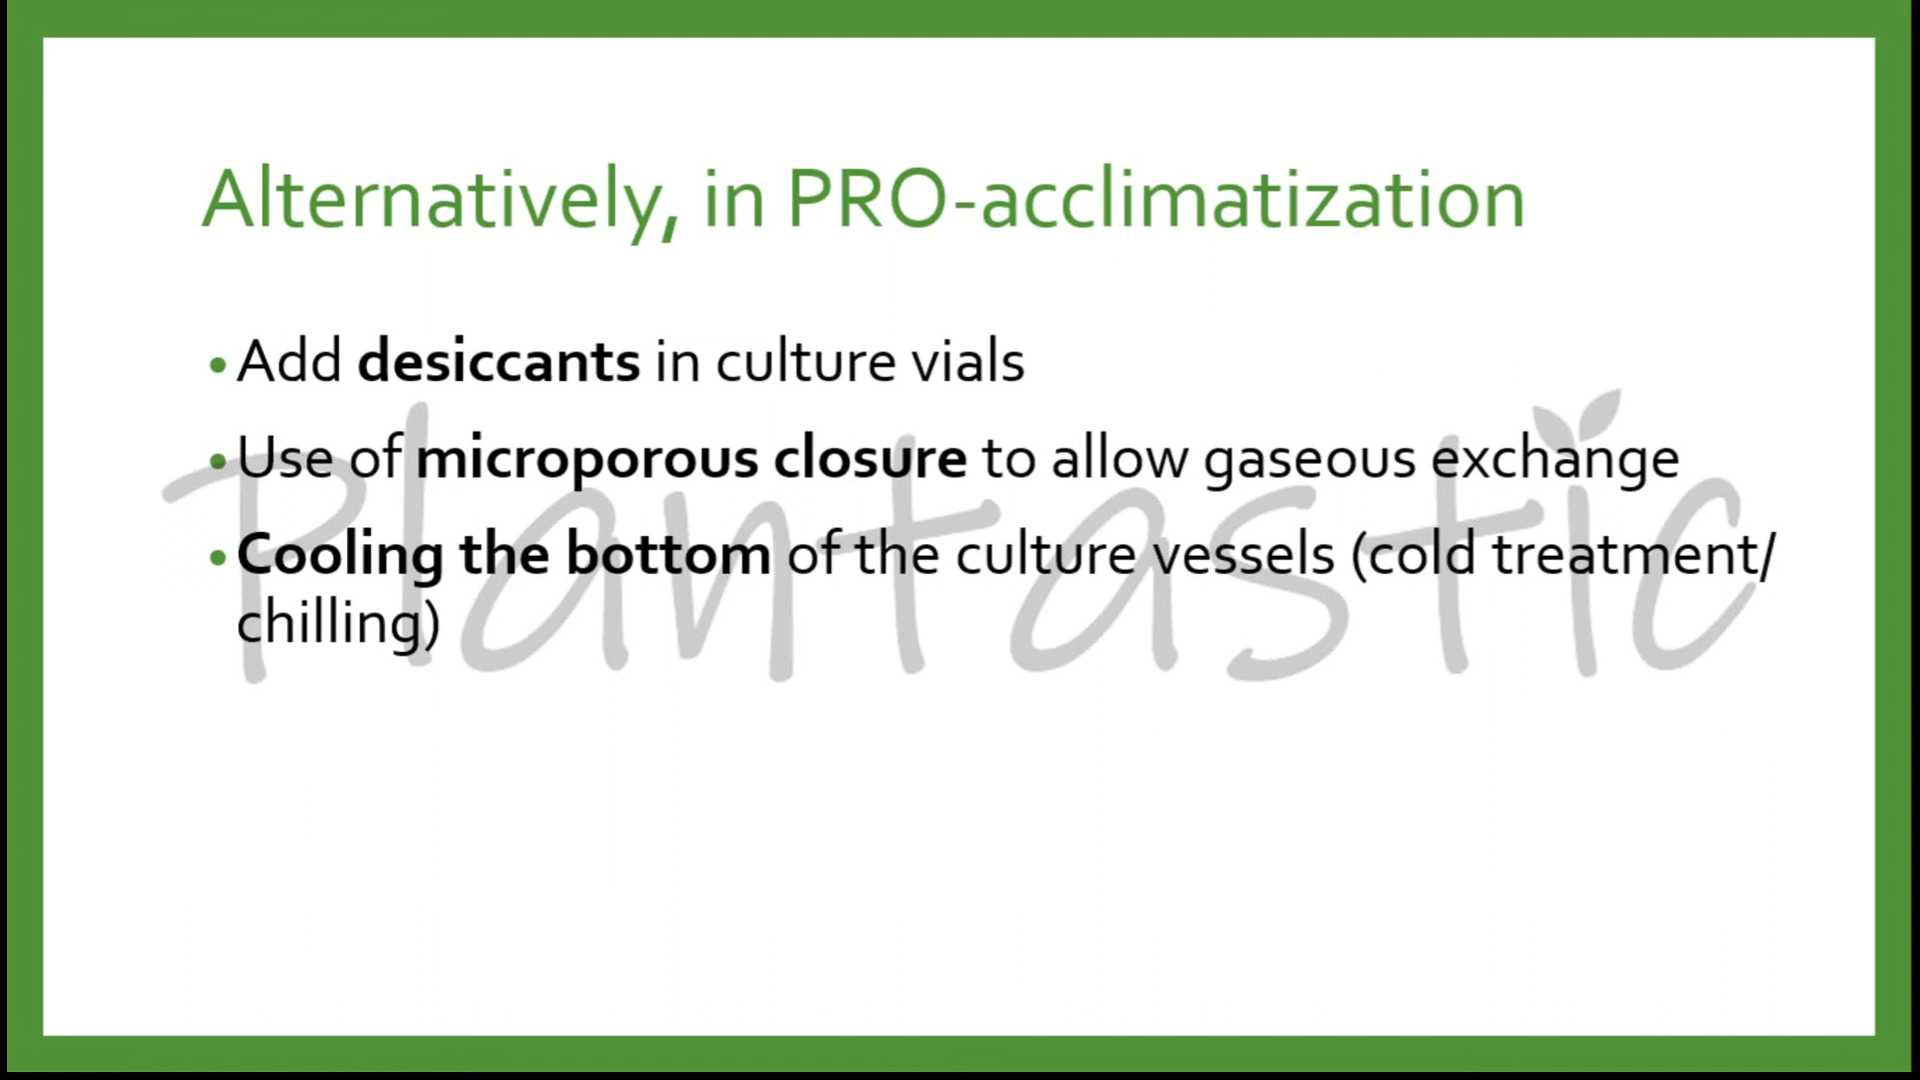 Alternatively, in PRO-acclimatization
•Add desiccants in culture vials
•Use of microporous closure to allow gaseous exchange
•Cooling the bottom of the culture vessels (cold treatment/
chilling)
Plantastic